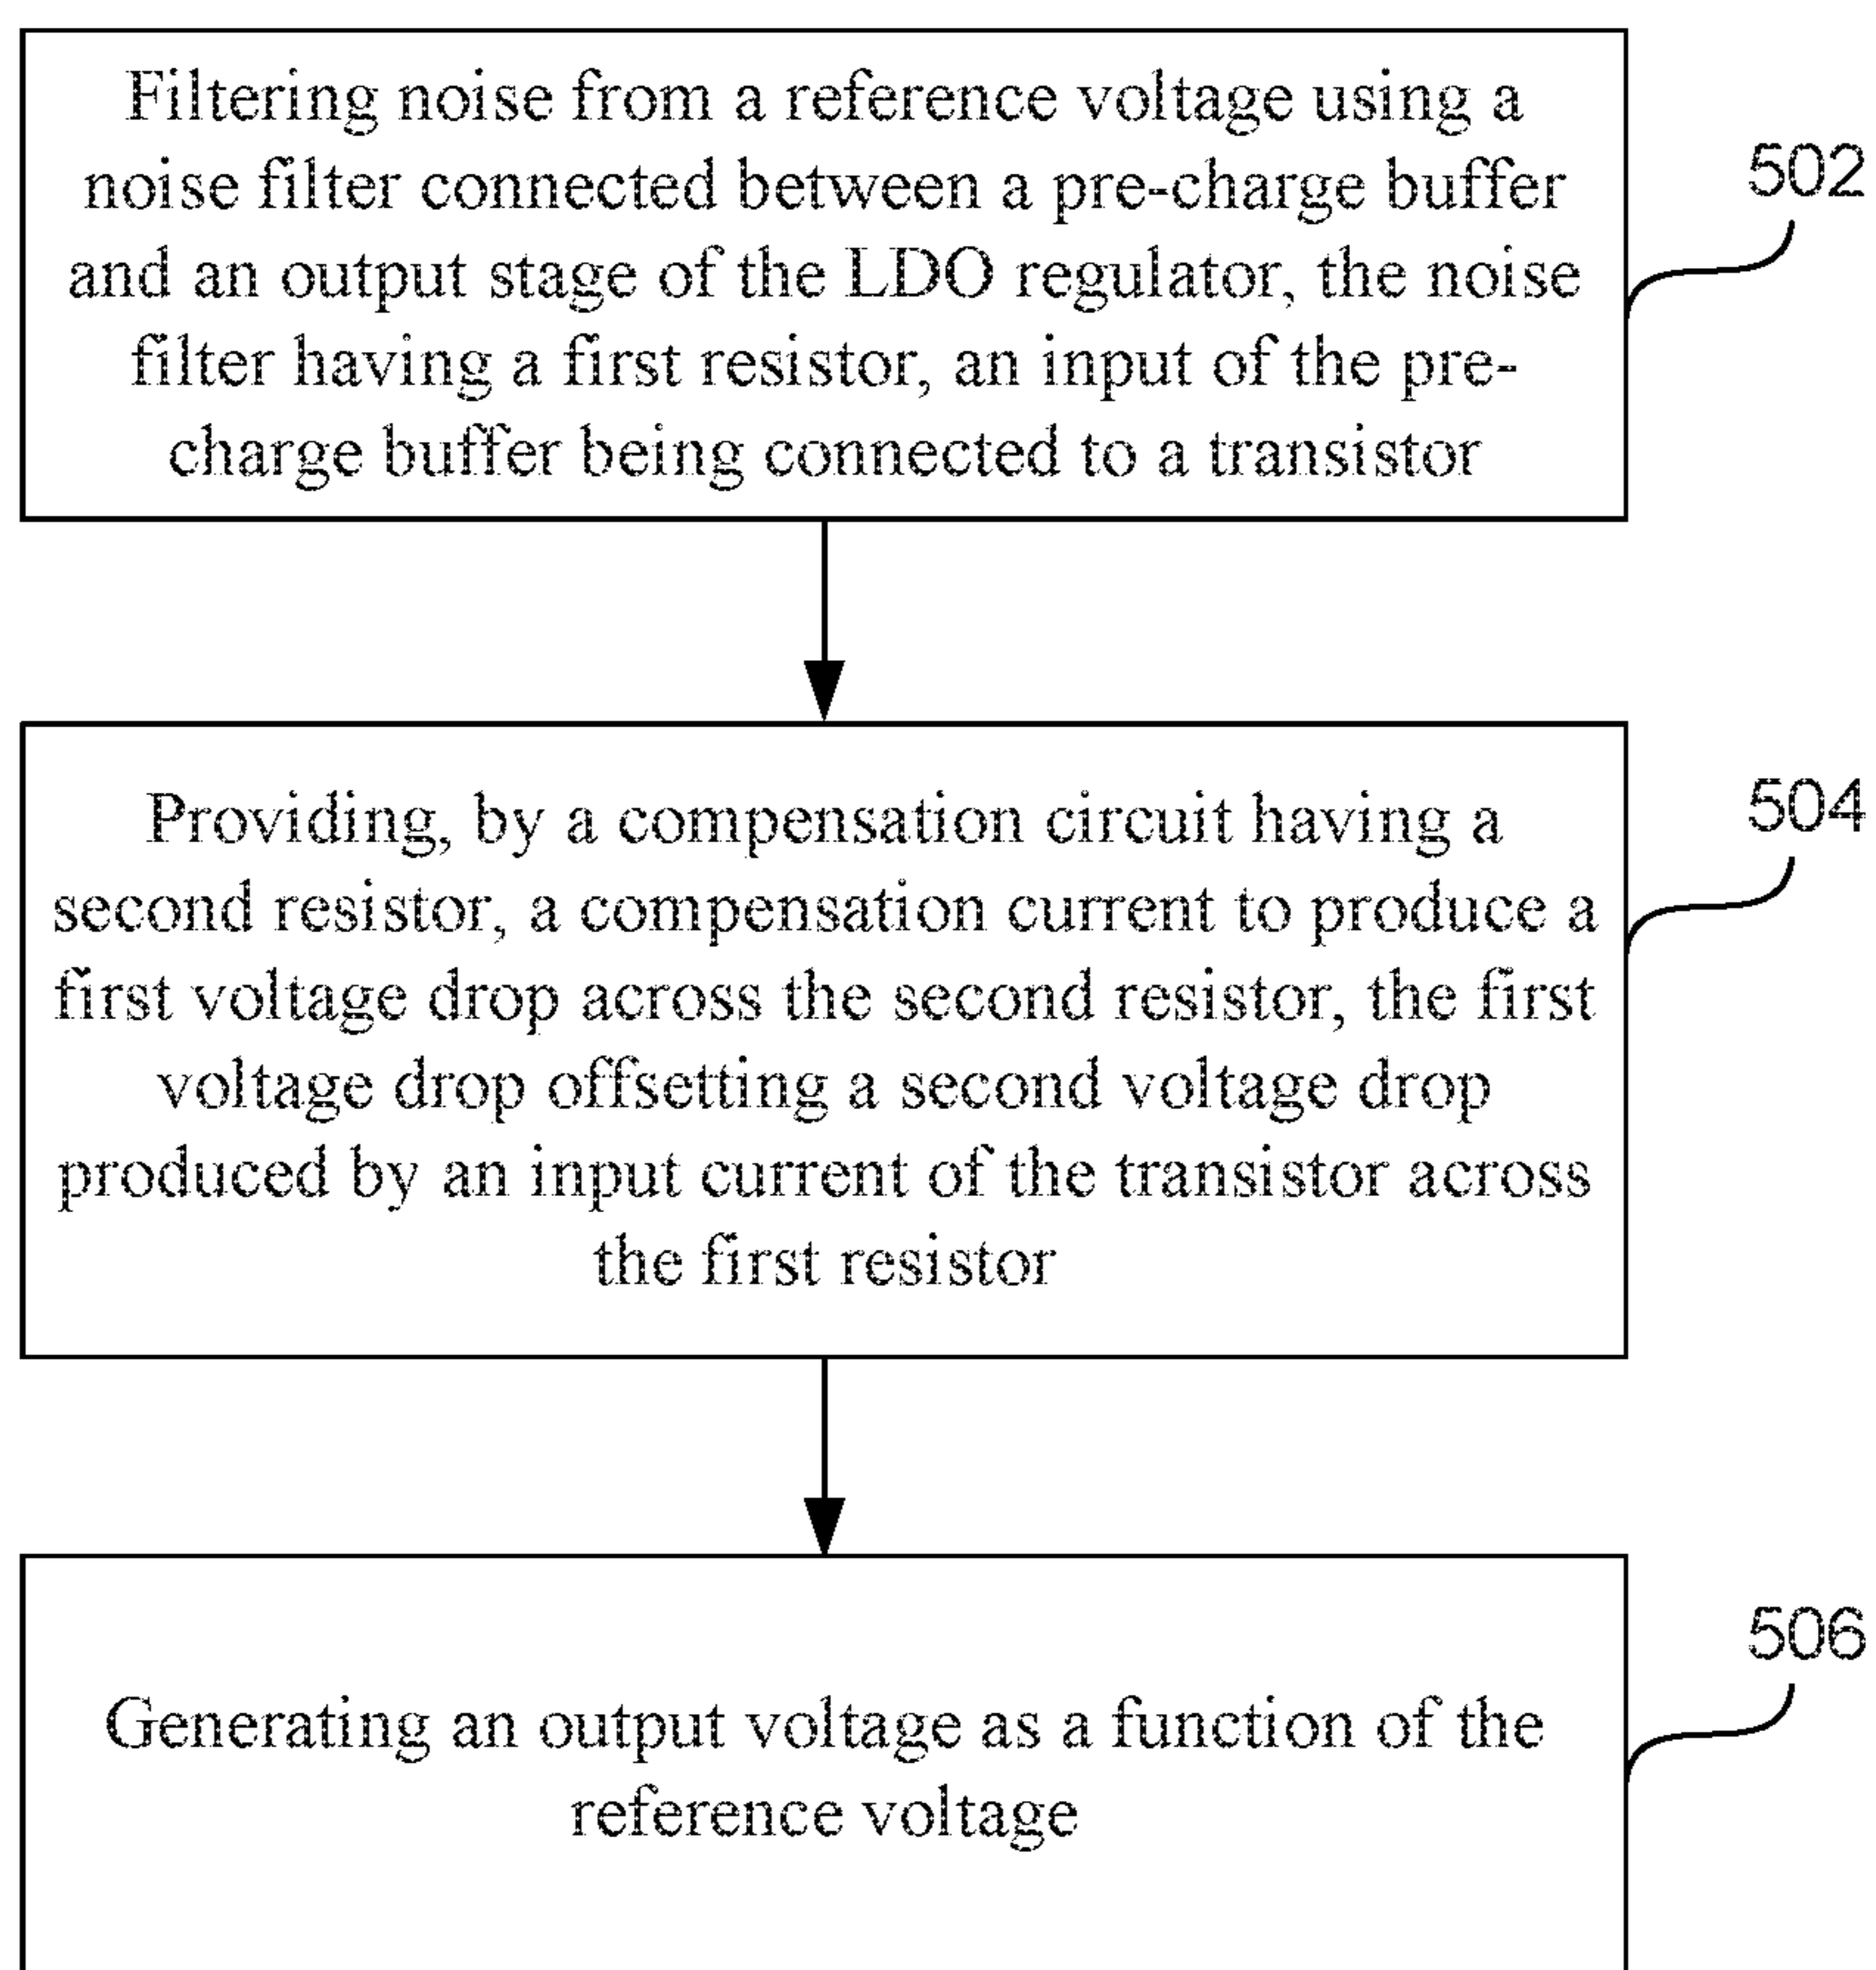 Filtering noise from a reference voltage using a
noise filter connected between a pre-charge buffer
and an output stage of the LDO regulator, the noise
filter having a first resistor, an input of the pre-
charge buffer being connected to a transistor
502
Providing, by a compensation circuit having a
second resistor, a compensation current to produce a
first voltage drop across the second resistor, the first
voltage drop offsetting a second voltage drop
produced by an input current of the transistor across
the first resistor
504
Generating an output voltage as a function of the
reference voltage
506